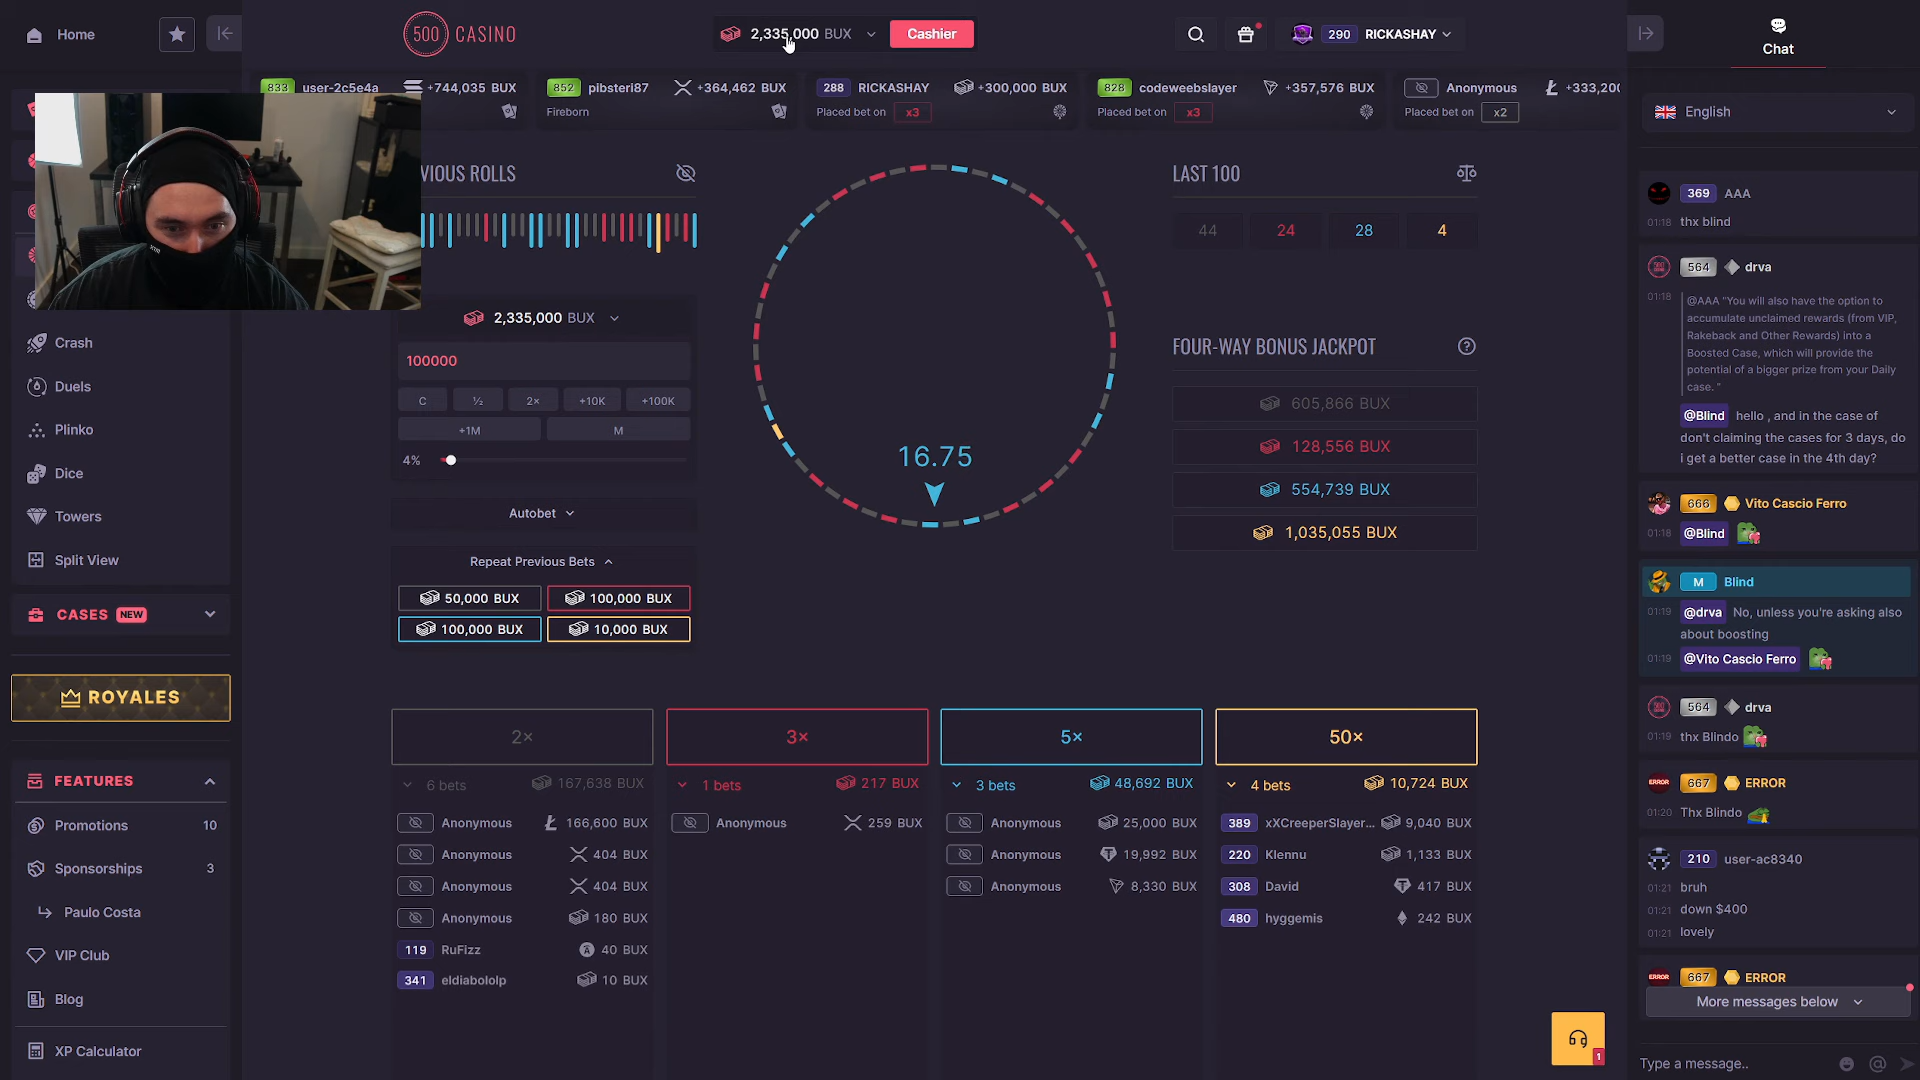 Home
500 CASINO
2,335,000 BUX
Cashier
290 RICKASHAY
Chat
833 user-2c5e4a +744,035 BUX
852 plbsteri87 +364,462 BUX
Fireborn
288 RICKASHAY +300,000 BUX
Placed bet on x3
828 codeweebslayer +357,576 BUX
Placed bet on x3
Anonymous +333,200
Placed bet on x2
English
VIOUS ROLLS
LAST 100
44 24 28 4
2,335,000 BUX
100000
C ½ 2× +10K +100K
+1M M
4%
Autobet
Repeat Previous Bets
50,000 BUX 100,000 BUX
100,000 BUX 10,000 BUX
16.75
FOUR-WAY BONUS JACKPOT
605,866 BUX
128,556 BUX
554,739 BUX
1,035,055 BUX
Crash
Duels
Plinko
Dice
Towers
Split View
CASES NEW
ROYALES
FEATURES
Promotions 10
Sponsorships 3
Paulo Costa
VIP Club
Blog
XP Calculator
2×
6 bets 167,638 BUX
Anonymous 166,600 BUX
Anonymous 404 BUX
Anonymous 404 BUX
Anonymous 180 BUX
119 RuFizz 40 BUX
341 eldiabololp 10 BUX
3×
1 bets 217 BUX
Anonymous 259 BUX
5×
3 bets 48,692 BUX
Anonymous 25,000 BUX
Anonymous 19,992 BUX
Anonymous 8,330 BUX
50×
4 bets 10,724 BUX
389 xXCreeperSlayer... 9,040 BUX
220 Klennu 1,133 BUX
308 David 417 BUX
480 hyggemis 242 BUX
1
369 AAA
01:18 thx blind
564 drva
01:18 @AAA "You will also have the option to
accumulate unclaimed rewards (from VIP,
Rakeback and Other Rewards) into a
Boosted Case, which will provide the
potential of a bigger prize from your Daily
case. "
@Blind hello , and in the case of
don't claiming the cases for 3 days, do
i get a better case in the 4th day?
666 Vito Cascio Ferro
01:18 @Blind
M Blind
01:19 @drva No, unless you're asking also
about boosting
01:19 @Vito Cascio Ferro
564 drva
01:19 thx Blindo
ERROR 667 ERROR
01:20 Thx Blindo
210 user-ac8340
01:21 bruh
01:21 down $400
01:21 lovely
ERROR 667 ERROR
More messages below
Type a message..